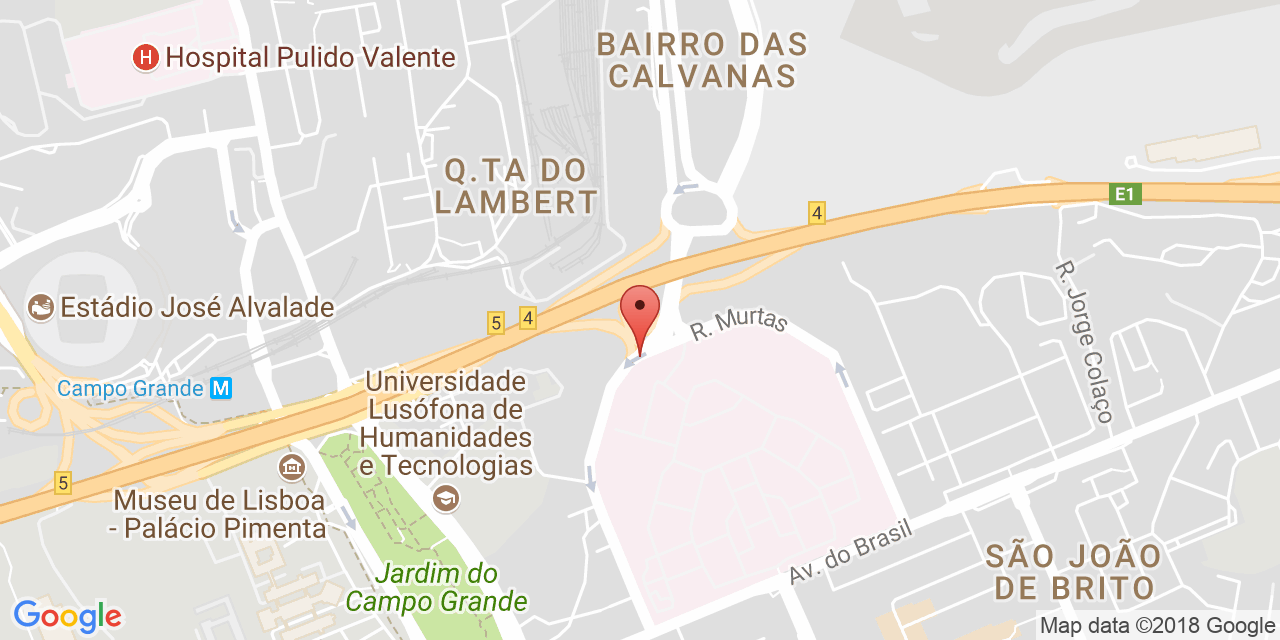 Hospital Pulido Valente
H
BAIRRO DAS
CALVANAS
Q.TA DO
LAMBERT
E1
4
Estádio José Alvalade
5
4
R. Murtas
R. Jorge Colaço
Campo Grande M
Universidade
Lusófona de
Humanidades
e Tecnologias
5
Museu de Lisboa
- Palácio Pimenta
Av. do Brasil
SÃO JOÃO
DE BRITO
Jardim do
Campo Grande
Google
Map data ©2018 Google